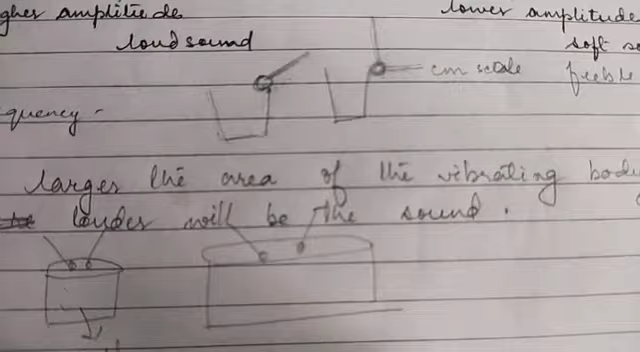 gher amplitude lower amplitude
loud sound soft so
cm scale feeble
quency -
larger the area of the vibrating body
louder will be the sound.